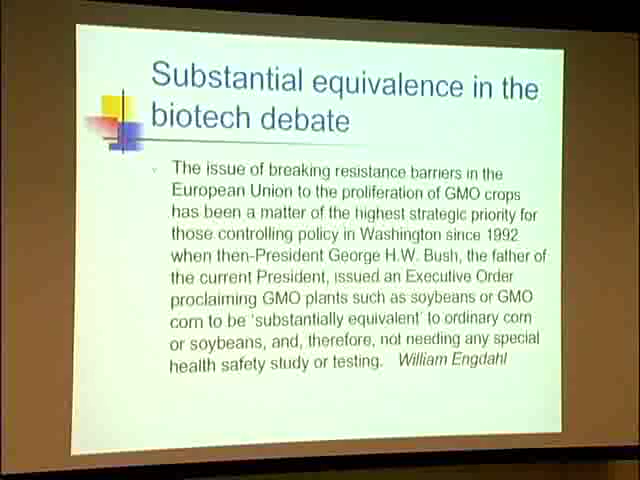 Substantial equivalence in the
biotech debate
The issue of breaking resistance barriers in the
European Union to the proliferation of GMO crops
has been a matter of the highest strategic priority for
those controlling policy in Washington since 1992
when then-President George H.W. Bush, the father of
the current President, issued an Executive Order
proclaiming GMO plants such as soybeans or GMO
corn to be 'substantially equivalent' to ordinary corn
or soybeans, and, therefore, not needing any special
health safety study or testing. William Engdahl